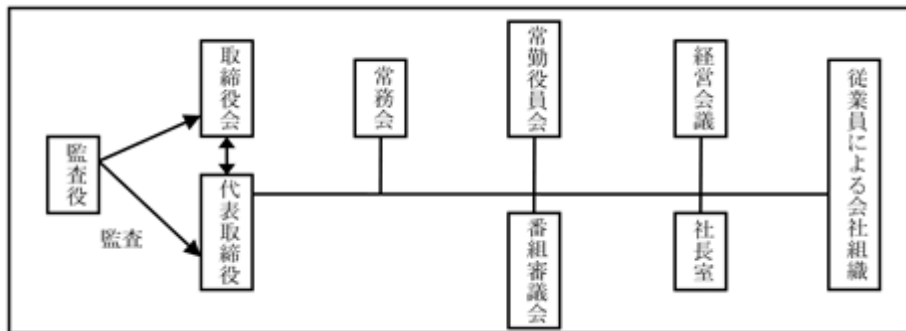 監査役
監査
取締役会
代表取締役
常務会
常勤役員会
番組審議会
経営会議
社長室
従業員による会社組織